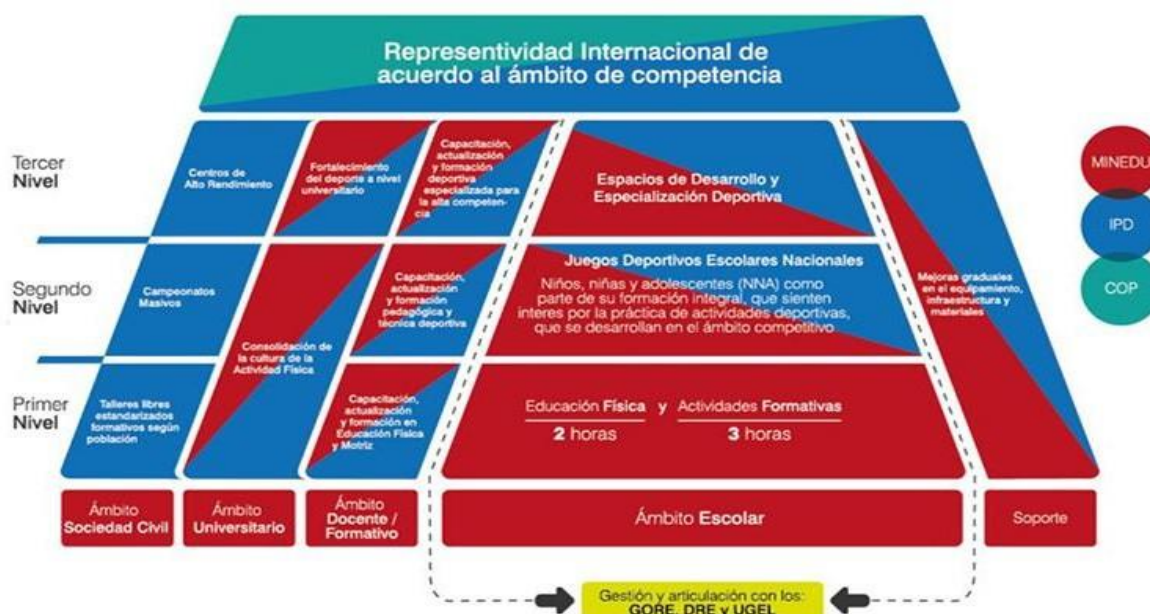 Representividad Internacional de
acuerdo al ámbito de competencia
Tercer
Nivel
Centros de
Alto Rendimiento
Fortalecimiento
del deporte a nivel
universitario
Capacitación,
actualización
y formación
deportiva
especializada para
la alta competen-
cia
Espacios de Desarrollo y
Especialización Deportiva
Segundo
Nivel
Campeonatos
Masivos
Consolidación de
la cultura de la
Actividad Física
Capacitación,
actualización
y formación
pedagógica y
técnica deportiva
Juegos Deportivos Escolares Nacionales
Niños, niñas y adolescentes (NNA) como
parte de su formación integral, que sienten
interes por la práctica de actividades deportivas,
que se desarrollan en el ámbito competitivo
Mejoras graduales
en el equipamiento,
infraestructura y
materiales
Primer
Nivel
Talleres libres
estandarizados
formativos según
población
Capacitación,
actualización
y formación en
Educación Física
y Motriz
Educación Física y Actividades Formativas
2 horas 3 horas
Ámbito
Sociedad Civil
Ámbito
Universitario
Ámbito
Docente /
Formativo
Ámbito Escolar
Soporte
Gestión y articulación con los:
GORE, DRE y UGEL
MINEDU
IPD
COP